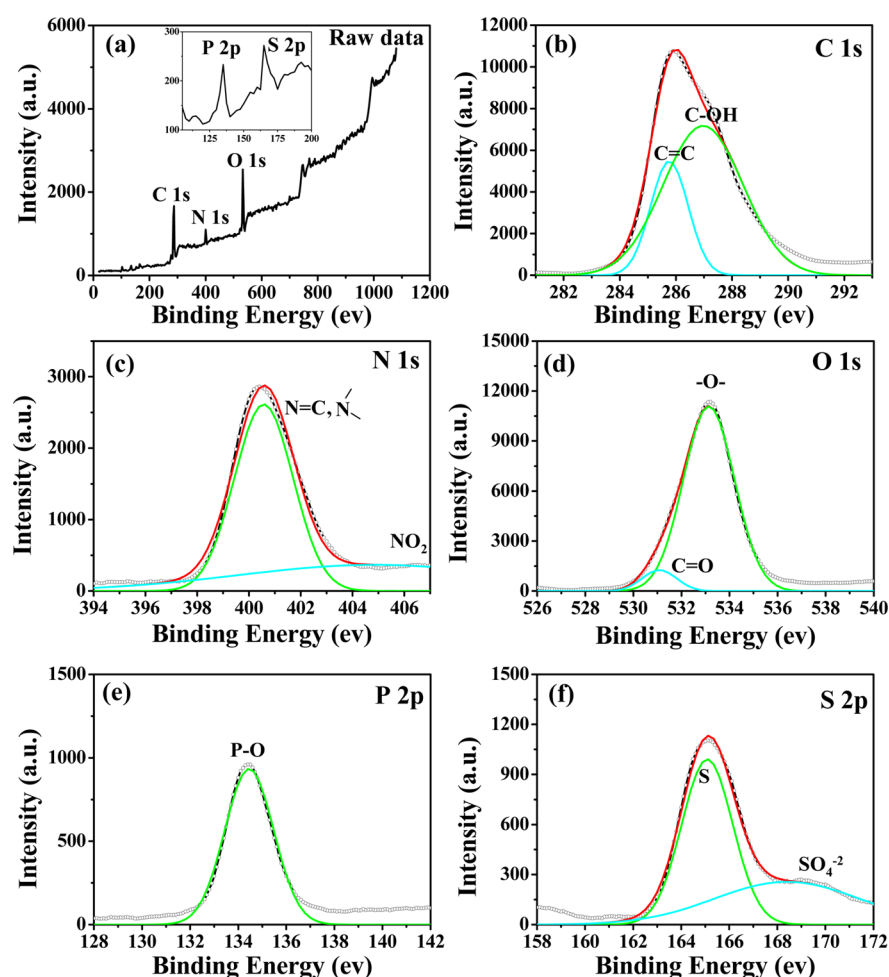 (a)
Raw data
P 2p
S 2p
300
200
100
125
150
175
200
C 1s
N 1s
O 1s
6000
4000
2000
0
0 200 400 600 800 1000 1200
Intensity (a.u.)
Binding Energy (ev)
(b)
C 1s
C-OH
C=C
12000
10000
8000
6000
4000
2000
0
282 284 286 288 290 292
Intensity (a.u.)
Binding Energy (ev)
(c)
N 1s
N=C, N
NO2
3000
2000
1000
0
394 396 398 400 402 404 406
Intensity (a.u.)
Binding Energy (ev)
(d)
O 1s
-O-
C=O
15000
12000
9000
6000
3000
0
526 528 530 532 534 536 538 540
Intensity (a.u.)
Binding Energy (ev)
(e)
P 2p
P-O
1500
1000
500
0
128 130 132 134 136 138 140 142
Intensity (a.u.)
Binding Energy (ev)
(f)
S 2p
S
SO4-2
1500
1200
900
600
300
0
158 160 162 164 166 168 170 172
Intensity (a.u.)
Binding Energy (ev)